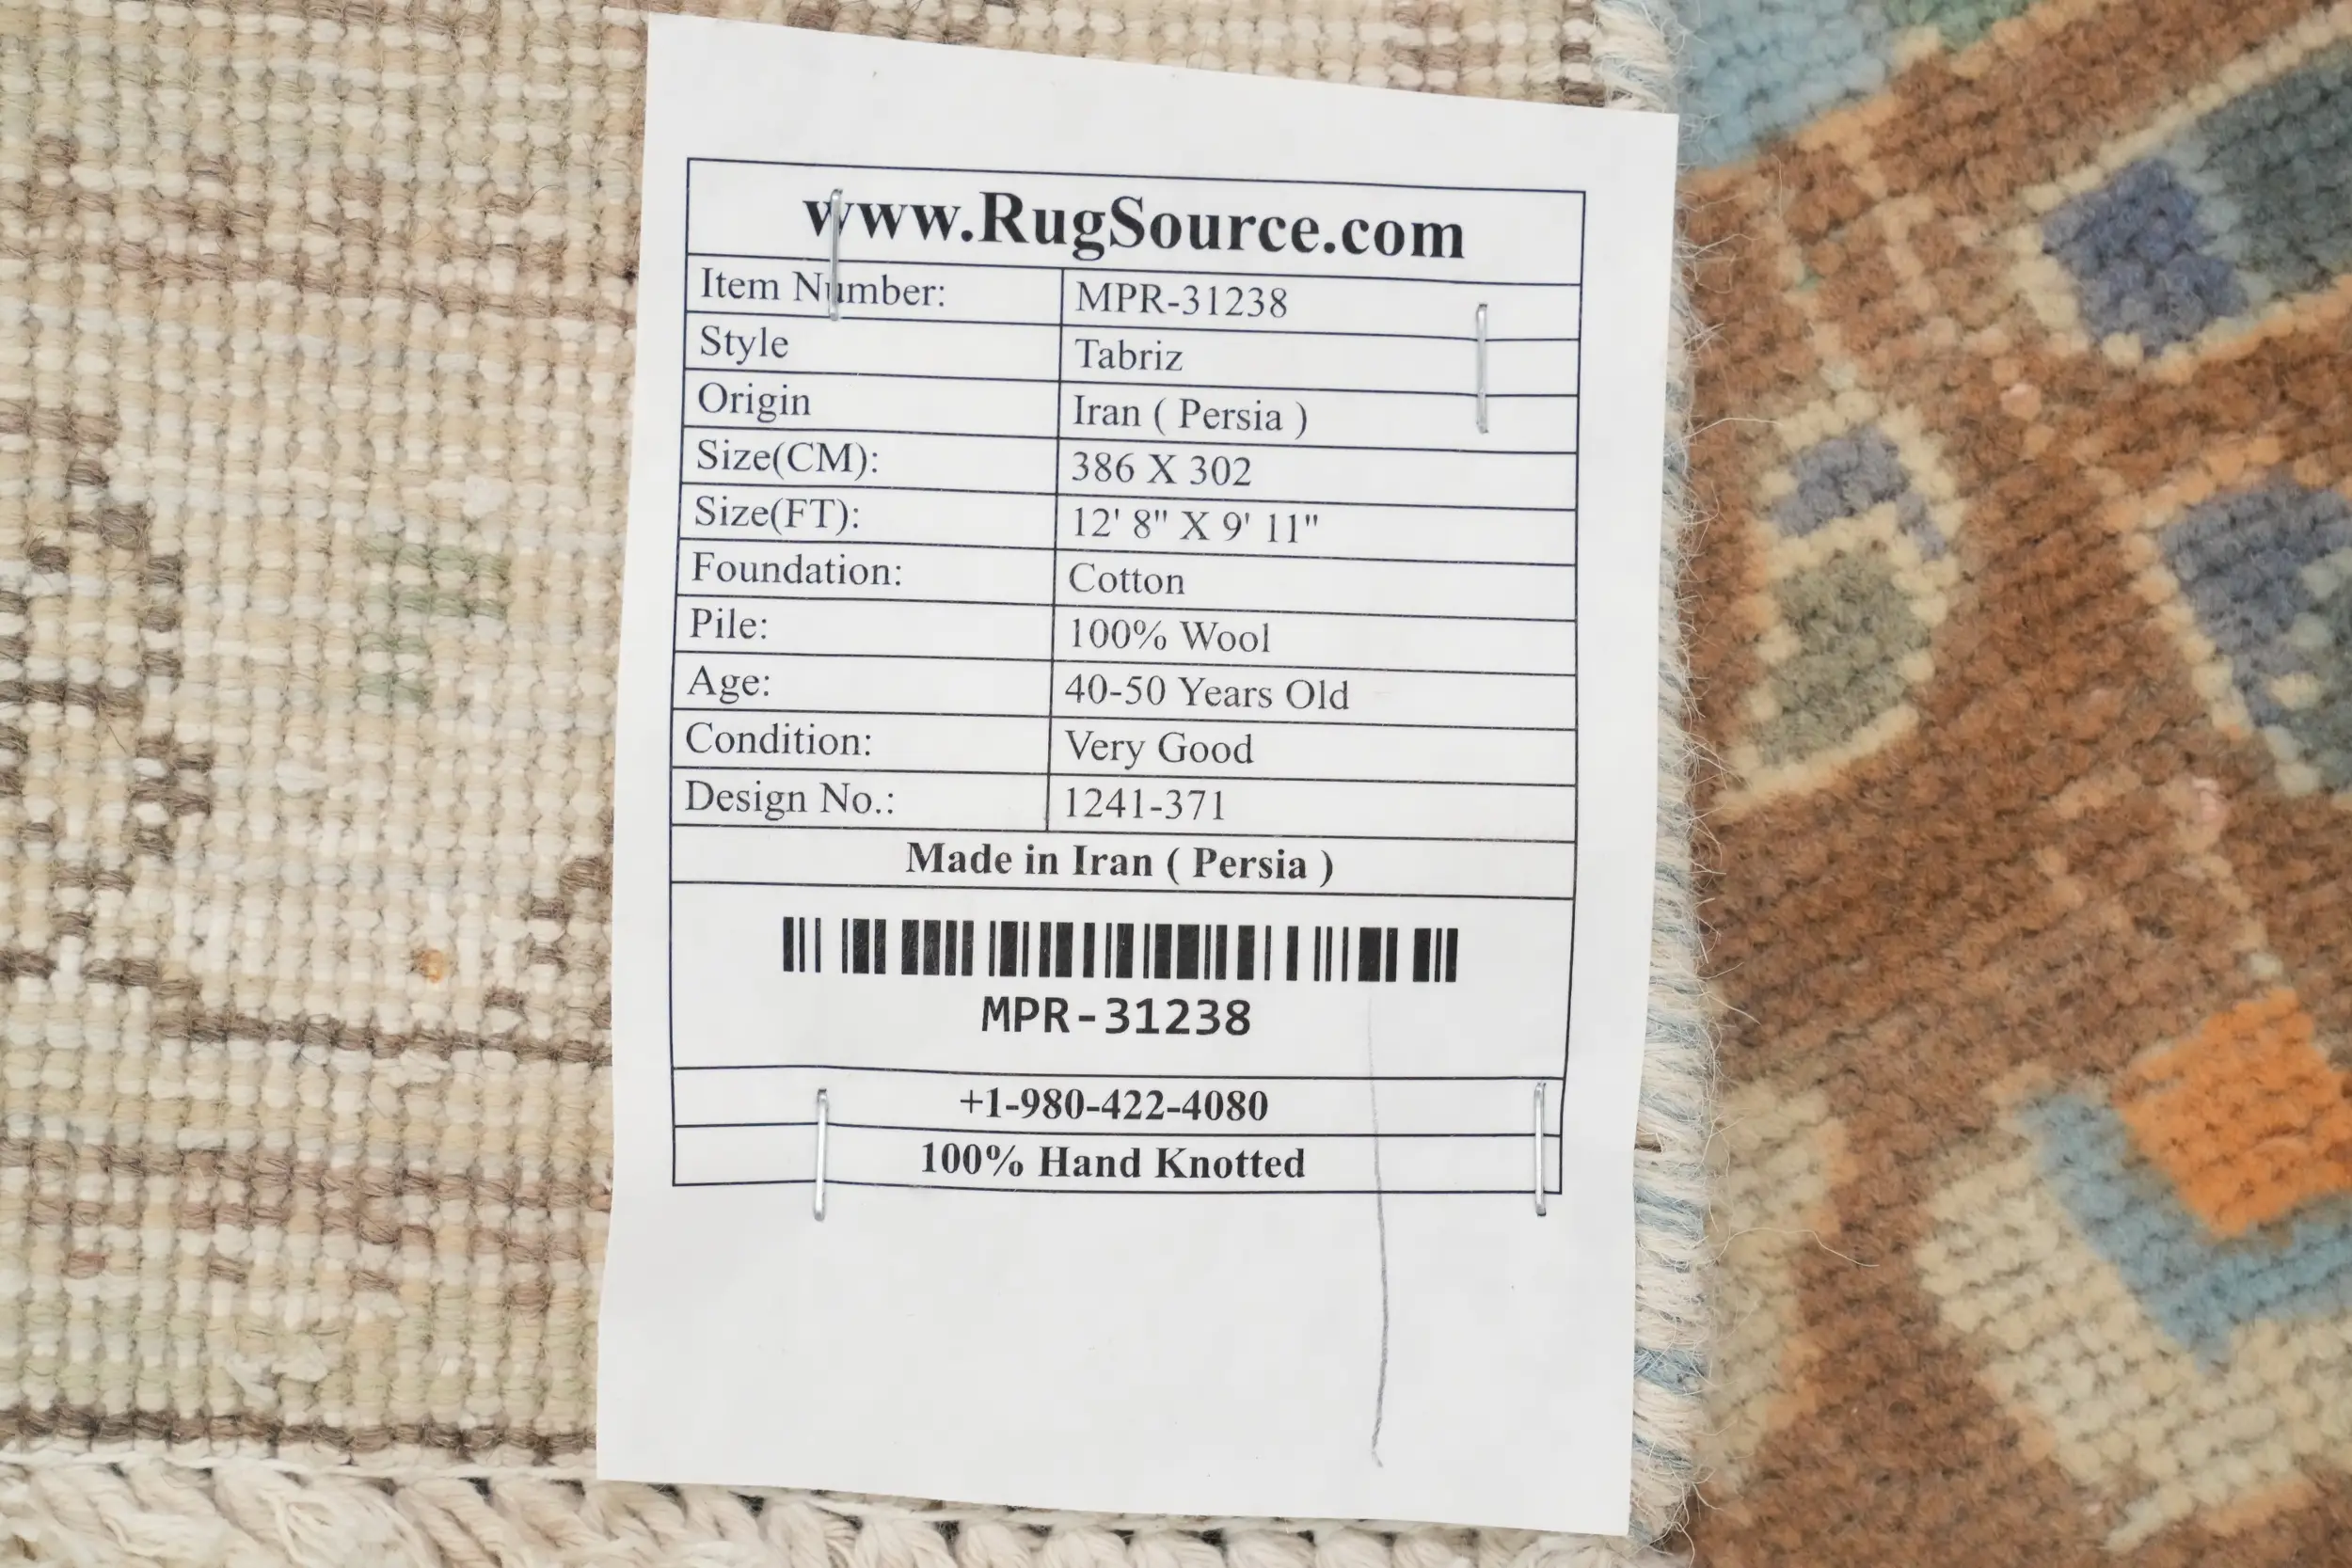 www.RugSource.com
Item Number: MPR-31238
Style Tabriz
Origin Iran ( Persia )
Size(CM): 386 X 302
Size(FT): 12' 8" X 9' 11"
Foundation: Cotton
Pile: 100% Wool
Age: 40-50 Years Old
Condition: Very Good
Design No.: 1241-371
Made in Iran ( Persia )
MPR-31238
+1-980-422-4080
100% Hand Knotted